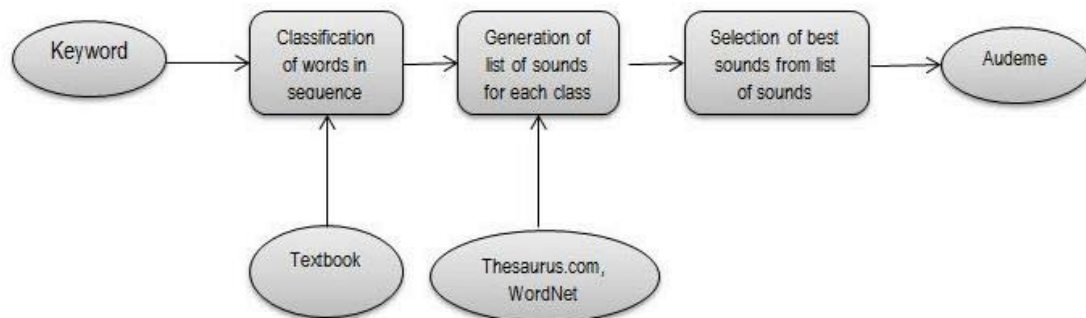 Keyword
Classification
of words in
sequence
Generation of
list of sounds
for each class
Selection of best
sounds from list
of sounds
Audeme
Textbook
Thesaurus.com,
WordNet